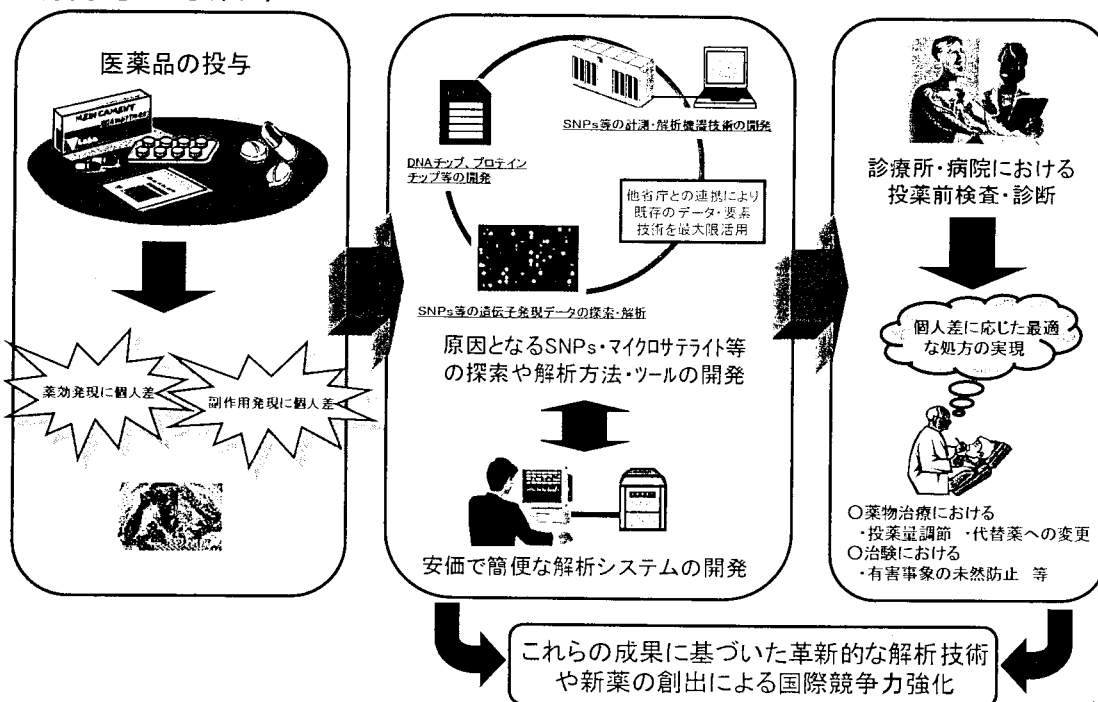 医薬品の投与
MEDICAMENT
薬効発現に個人差
副作用発現に個人差
SNPs等の計測・解析機器技術の開発
DNAチップ、プロテイン
チップ等の開発
他省庁との連携により
既存のデータ・要素
技術を最大限活用
SNPs等の遺伝子発現データの探索・解析
原因となるSNPs・マイクロサテライト等
の探索や解析方法・ツールの開発
安価で簡便な解析システムの開発
診療所・病院における
投薬前検査・診断
個人差に応じた最適
な処方の実現
〇薬物治療における
・投薬量調節 ・代替薬への変更
〇治験における
・有害事象の未然防止 等
これらの成果に基づいた革新的な解析技術
や新薬の創出による国際競争力強化